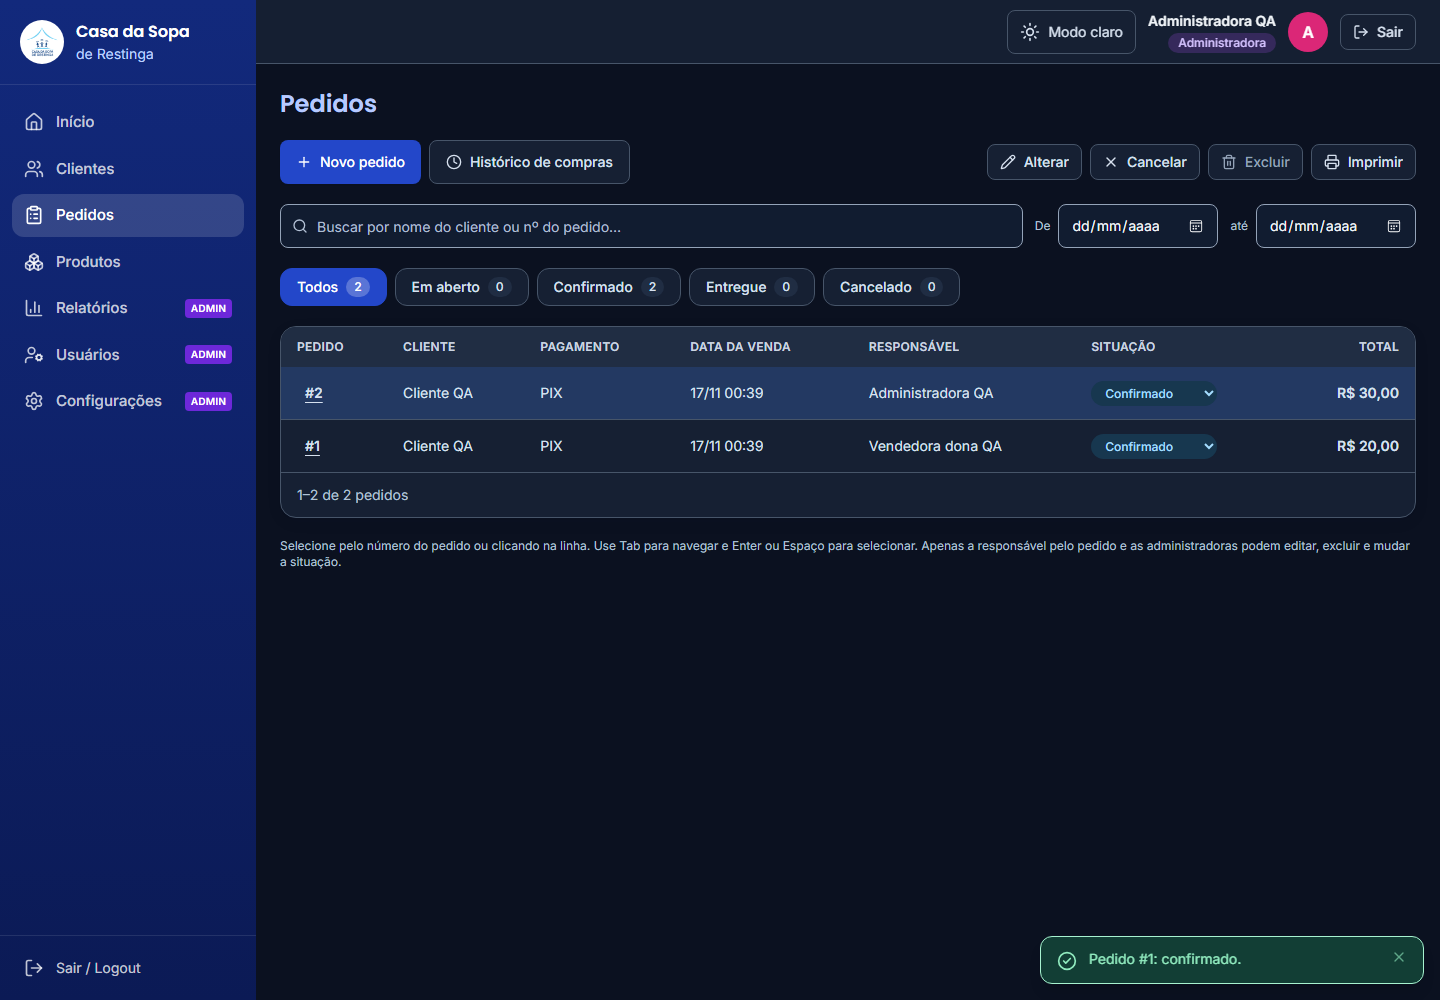 Casa da Sopa
de Restinga
Início
Clientes
Pedidos
Produtos
Relatórios ADMIN
Usuários ADMIN
Configurações ADMIN
Sair / Logout
Modo claro
Administradora QA
Administradora
A
Sair
Pedidos
Novo pedido
Histórico de compras
Alterar
Cancelar
Excluir
Imprimir
Buscar por nome do cliente ou nº do pedido...
De dd/mm/aaaa até dd/mm/aaaa
Todos 2
Em aberto 0
Confirmado 2
Entregue 0
Cancelado 0
PEDIDO CLIENTE PAGAMENTO DATA DA VENDA RESPONSÁVEL SITUAÇÃO TOTAL
#2 Cliente QA PIX 17/11 00:39 Administradora QA Confirmado R$ 30,00
#1 Cliente QA PIX 17/11 00:39 Vendedora dona QA Confirmado R$ 20,00
1–2 de 2 pedidos
Selecione pelo número do pedido ou clicando na linha. Use Tab para navegar e Enter ou Espaço para selecionar. Apenas a responsável pelo pedido e as administradoras podem editar, excluir e mudar
a situação.
Pedido #1: confirmado.